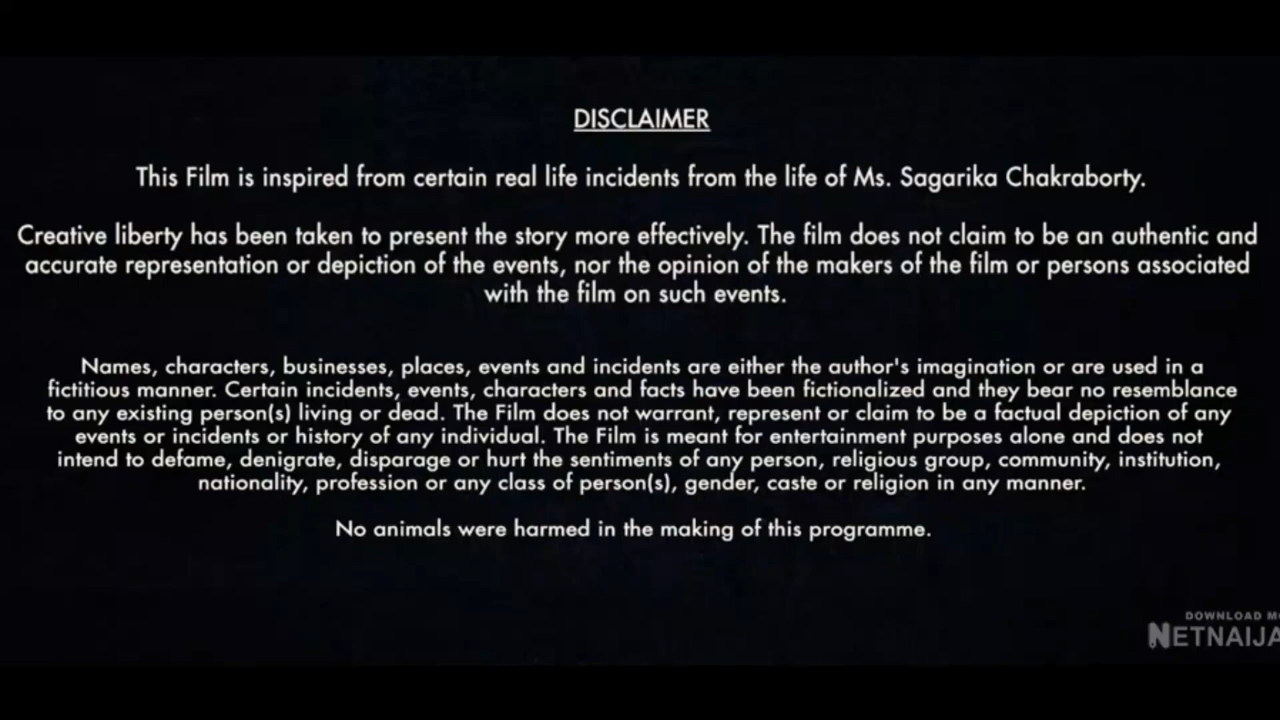 DISCLAIMER
This Film is inspired from certain real life incidents from the life of Ms. Sagarika Chakraborty.
Creative liberty has been taken to present the story more effectively. The film does not claim to be an authentic and
accurate representation or depiction of the events, nor the opinion of the makers of the film or persons associated
with the film on such events.
Names, characters, businesses, places, events and incidents are either the author's imagination or are used in a
fictitious manner. Certain incidents, events, characters and facts have been fictionalized and they bear no resemblance
to any existing person(s) living or dead. The Film does not warrant, represent or claim to be a factual depiction of any
events or incidents or history of any individual. The Film is meant for entertainment purposes alone and does not
intend to defame, denigrate, disparage or hurt the sentiments of any person, religious group, community, institution,
nationality, profession or any class of person(s), gender, caste or religion in any manner.
No animals were harmed in the making of this programme.
DOWNLOAD
NETNAIJA